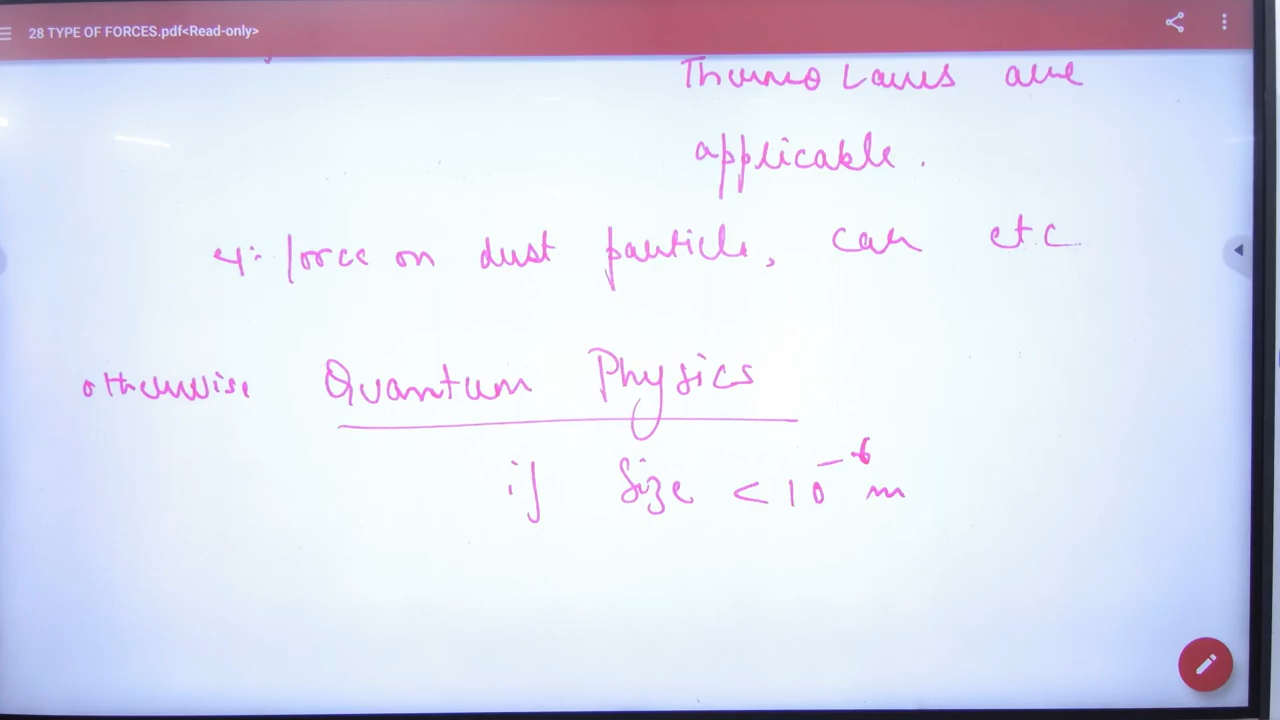 28 TYPE OF FORCES.pdf<Read-only>
Thermo Laws are
applicable.
eg: force on dust particle, car etc
otherwise Quantum Physics
if size < 10⁻⁶ m